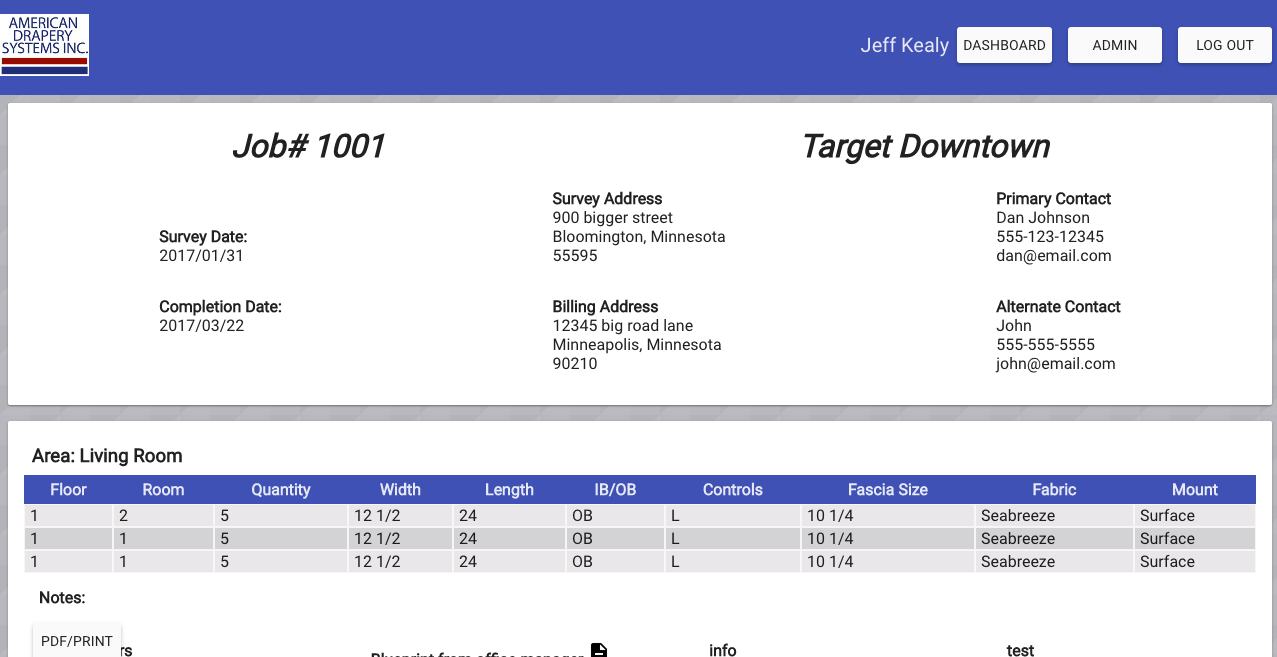 AMERICAN
DRAPERY
SYSTEMS INC.
Jeff Kealy DASHBOARD ADMIN LOG OUT
Job# 1001
Target Downtown
Survey Date:
2017/01/31
Completion Date:
2017/03/22
Survey Address
900 bigger street
Bloomington, Minnesota
55595
Billing Address
12345 big road lane
Minneapolis, Minnesota
90210
Primary Contact
Dan Johnson
555-123-12345
dan@email.com
Alternate Contact
John
555-555-5555
john@email.com
Area: Living Room
Floor Room Quantity Width Length IB/OB Controls Fascia Size Fabric Mount
1 2 5 12 1/2 24 OB L 10 1/4 Seabreeze Surface
1 1 5 12 1/2 24 OB L 10 1/4 Seabreeze Surface
1 1 5 12 1/2 24 OB L 10 1/4 Seabreeze Surface
Notes:
PDF/PRINT
Blueprint from office manager info test